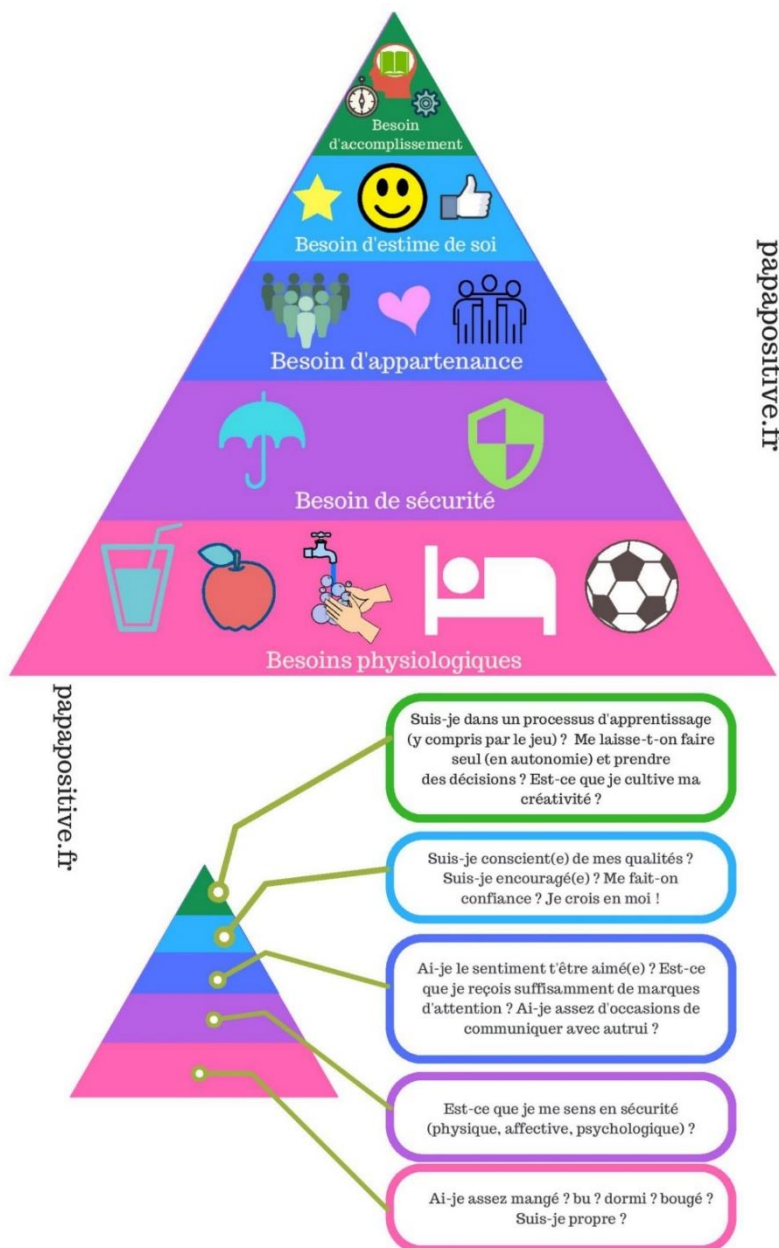 Besoin
d'accomplissement
Besoin d'estime de soi
Besoin d'appartenance
Besoin de sécurité
Besoins physiologiques
papapositive.fr
papapositive.fr
Suis-je dans un processus d'apprentissage
(y compris par le jeu) ? Me laisse-t-on faire
seul (en autonomie) et prendre
des décisions ? Est-ce que je cultive ma
créativité ?
Suis-je conscient(e) de mes qualités ?
Suis-je encouragé(e) ? Me fait-on
confiance ? Je crois en moi !
Ai-je le sentiment t'être aimé(e) ? Est-ce
que je reçois suffisamment de marques
d'attention ? Ai-je assez d'occasions de
communiquer avec autrui ?
Est-ce que je me sens en sécurité
(physique, affective, psychologique) ?
Ai-je assez mangé ? bu ? dormi ? bougé ?
Suis-je propre ?